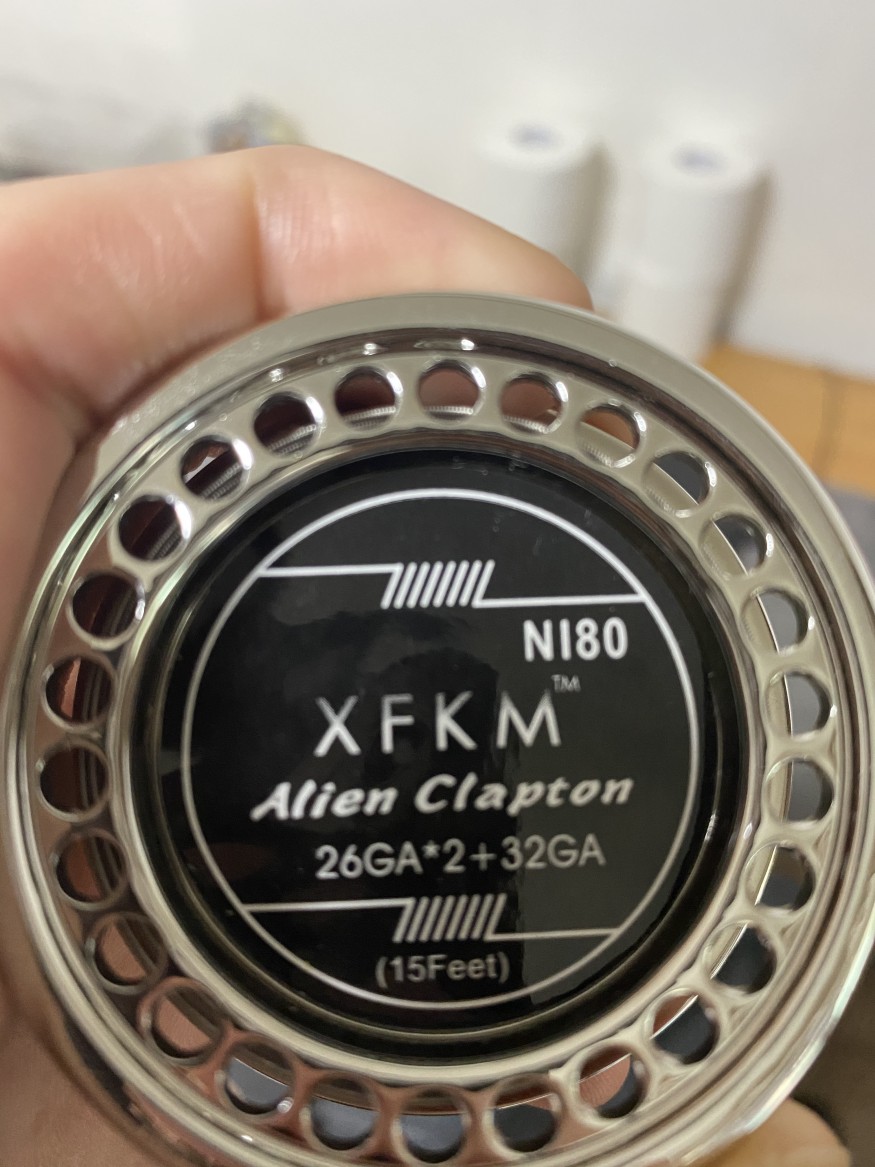 NI80
XFKM™
Alien Clapton
26GA*2+32GA
(15Feet)